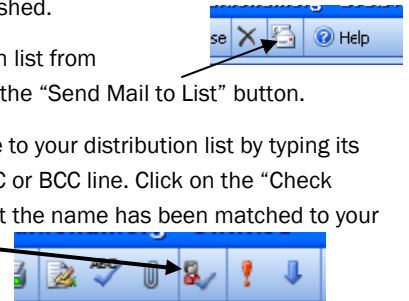 shed.
se Help
n list from
the “Send Mail to List” button.
e to your distribution list by typing its
C or BCC line. Click on the “Check
t the name has been matched to your